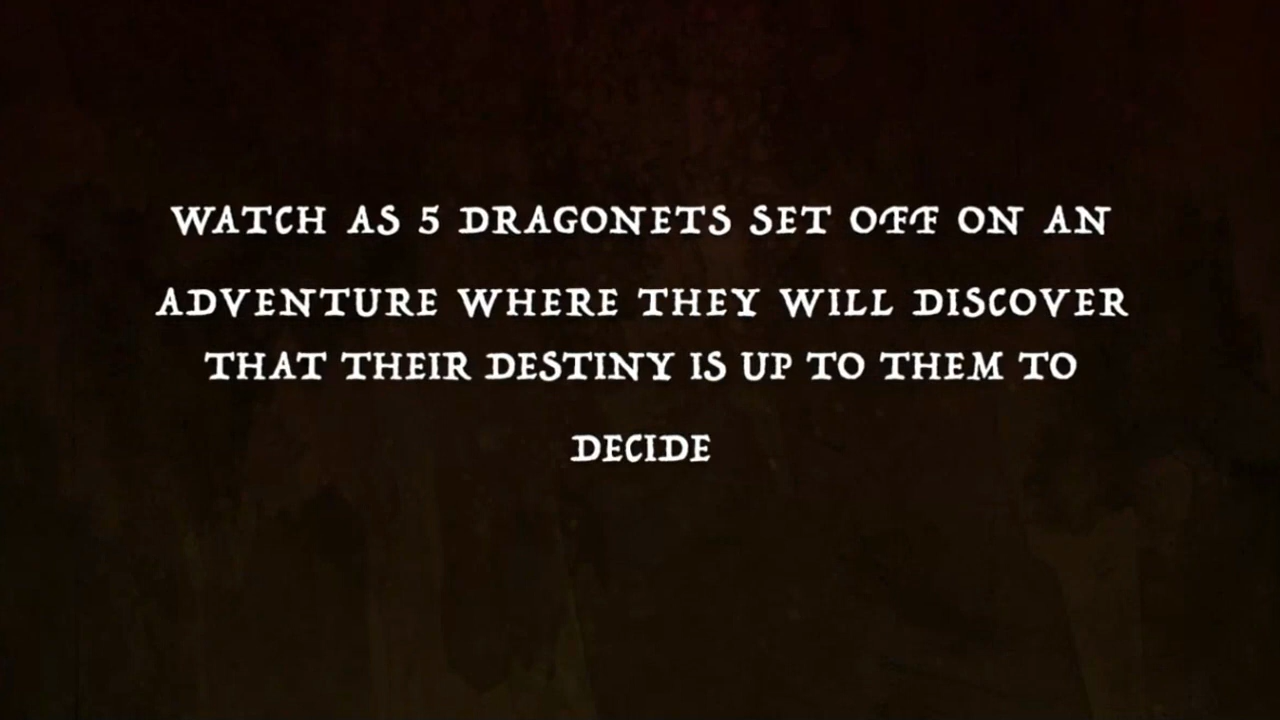 WATCH AS 5 DRAGONETS SET OFF ON AN
ADVENTURE WHERE THEY WILL DISCOVER
THAT THEIR DESTINY IS UP TO THEM TO
DECIDE